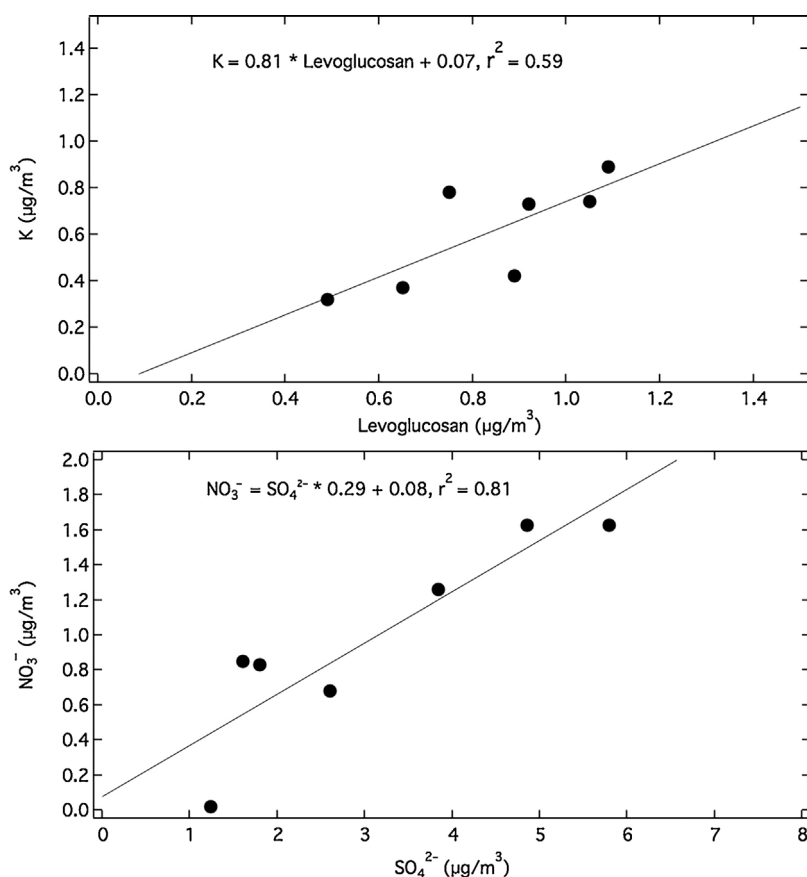 K = 0.81 * Levoglucosan + 0.07, r² = 0.59
1.4
1.2
1.0
0.8
0.6
0.4
0.2
0.0
K (µg/m³)
0.0 0.2 0.4 0.6 0.8 1.0 1.2 1.4
Levoglucosan (µg/m³)
NO₃⁻ = SO₄²⁻ * 0.29 + 0.08, r² = 0.81
2.0
1.8
1.6
1.4
1.2
1.0
0.8
0.6
0.4
0.2
0.0
NO₃⁻ (µg/m³)
0 1 2 3 4 5 6 7 8
SO₄²⁻ (µg/m³)